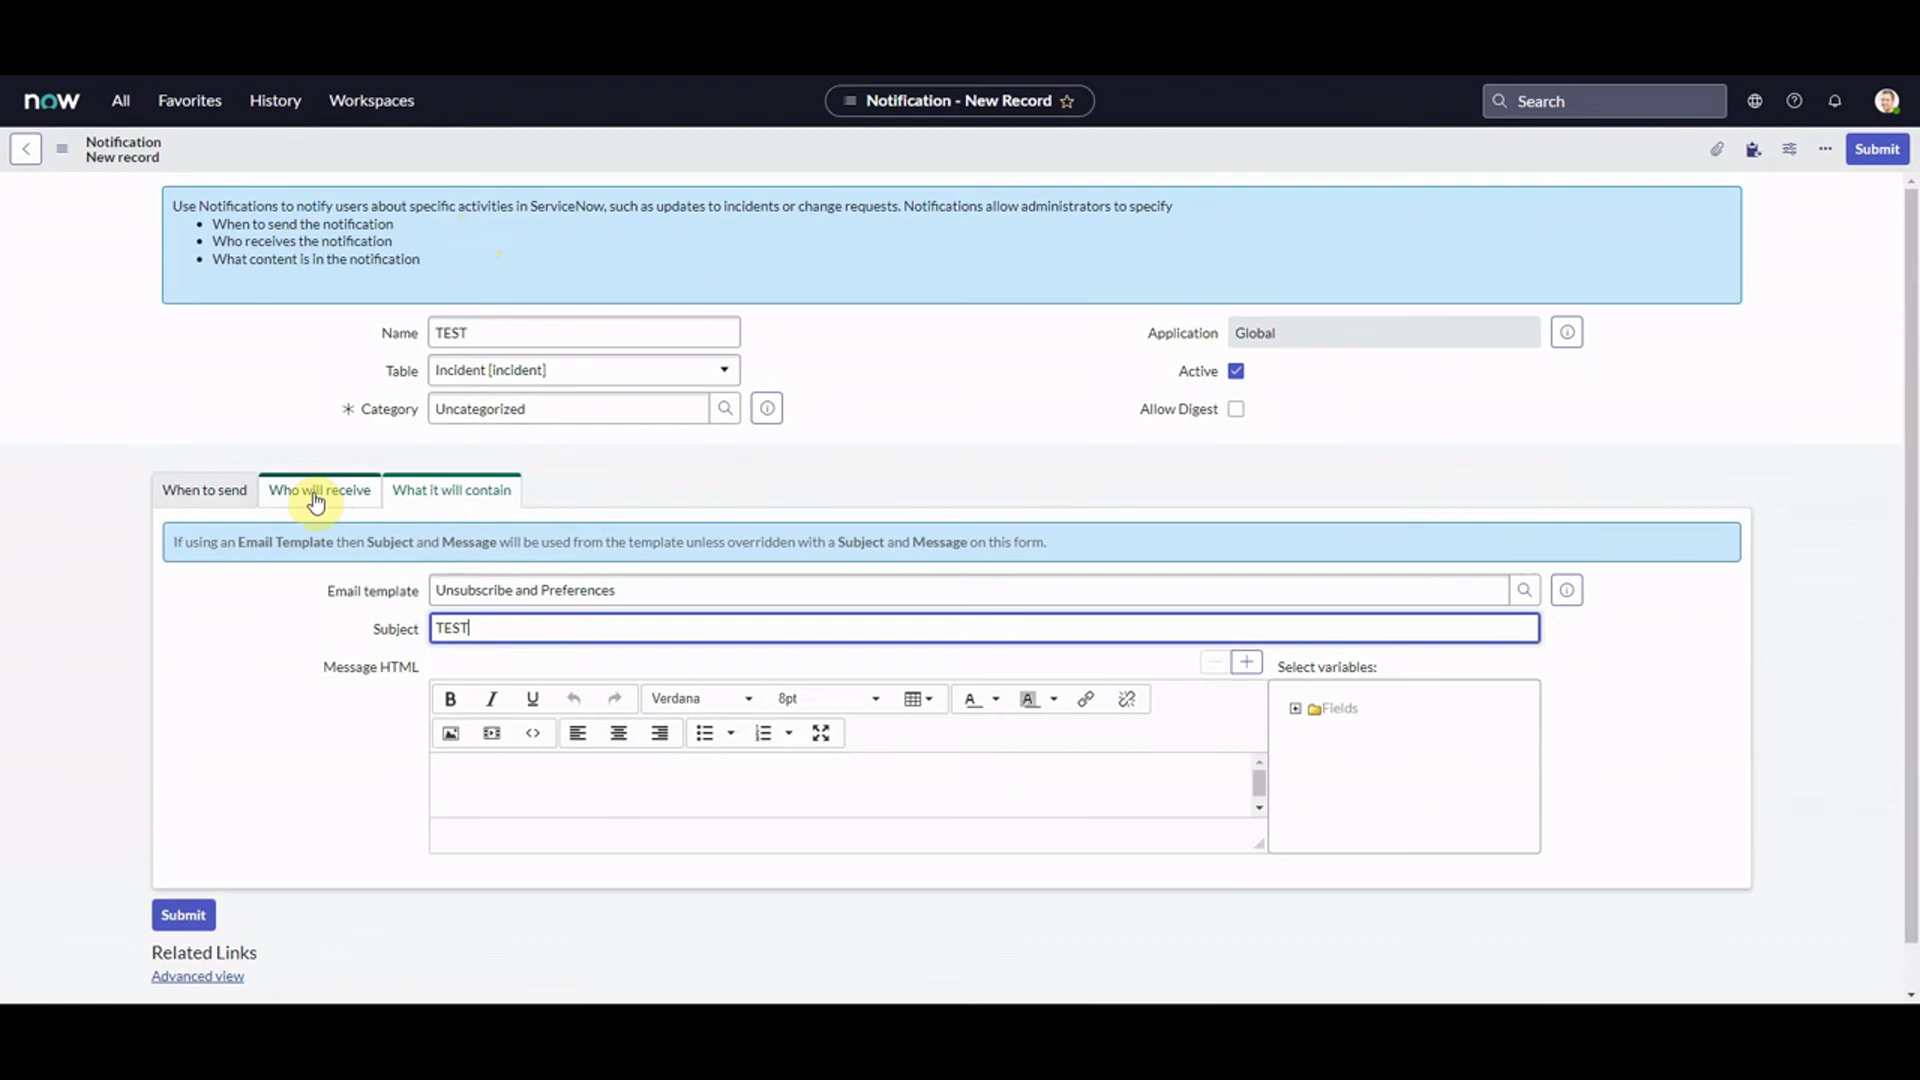 now All Favorites History Workspaces Notification - New Record Search
Notification
New record
Submit
Use Notifications to notify users about specific activities in ServiceNow, such as updates to incidents or change requests. Notifications allow administrators to specify
• When to send the notification
• Who receives the notification
• What content is in the notification
Name TEST Application Global
Table Incident [incident] Active
Category Uncategorized Allow Digest
When to send Who will receive What it will contain
If using an Email Template then Subject and Message will be used from the template unless overridden with a Subject and Message on this form.
Email template Unsubscribe and Preferences
Subject TEST
Message HTML Select variables:
B I U Verdana 8pt A A
Fields
Submit
Related Links
Advanced view